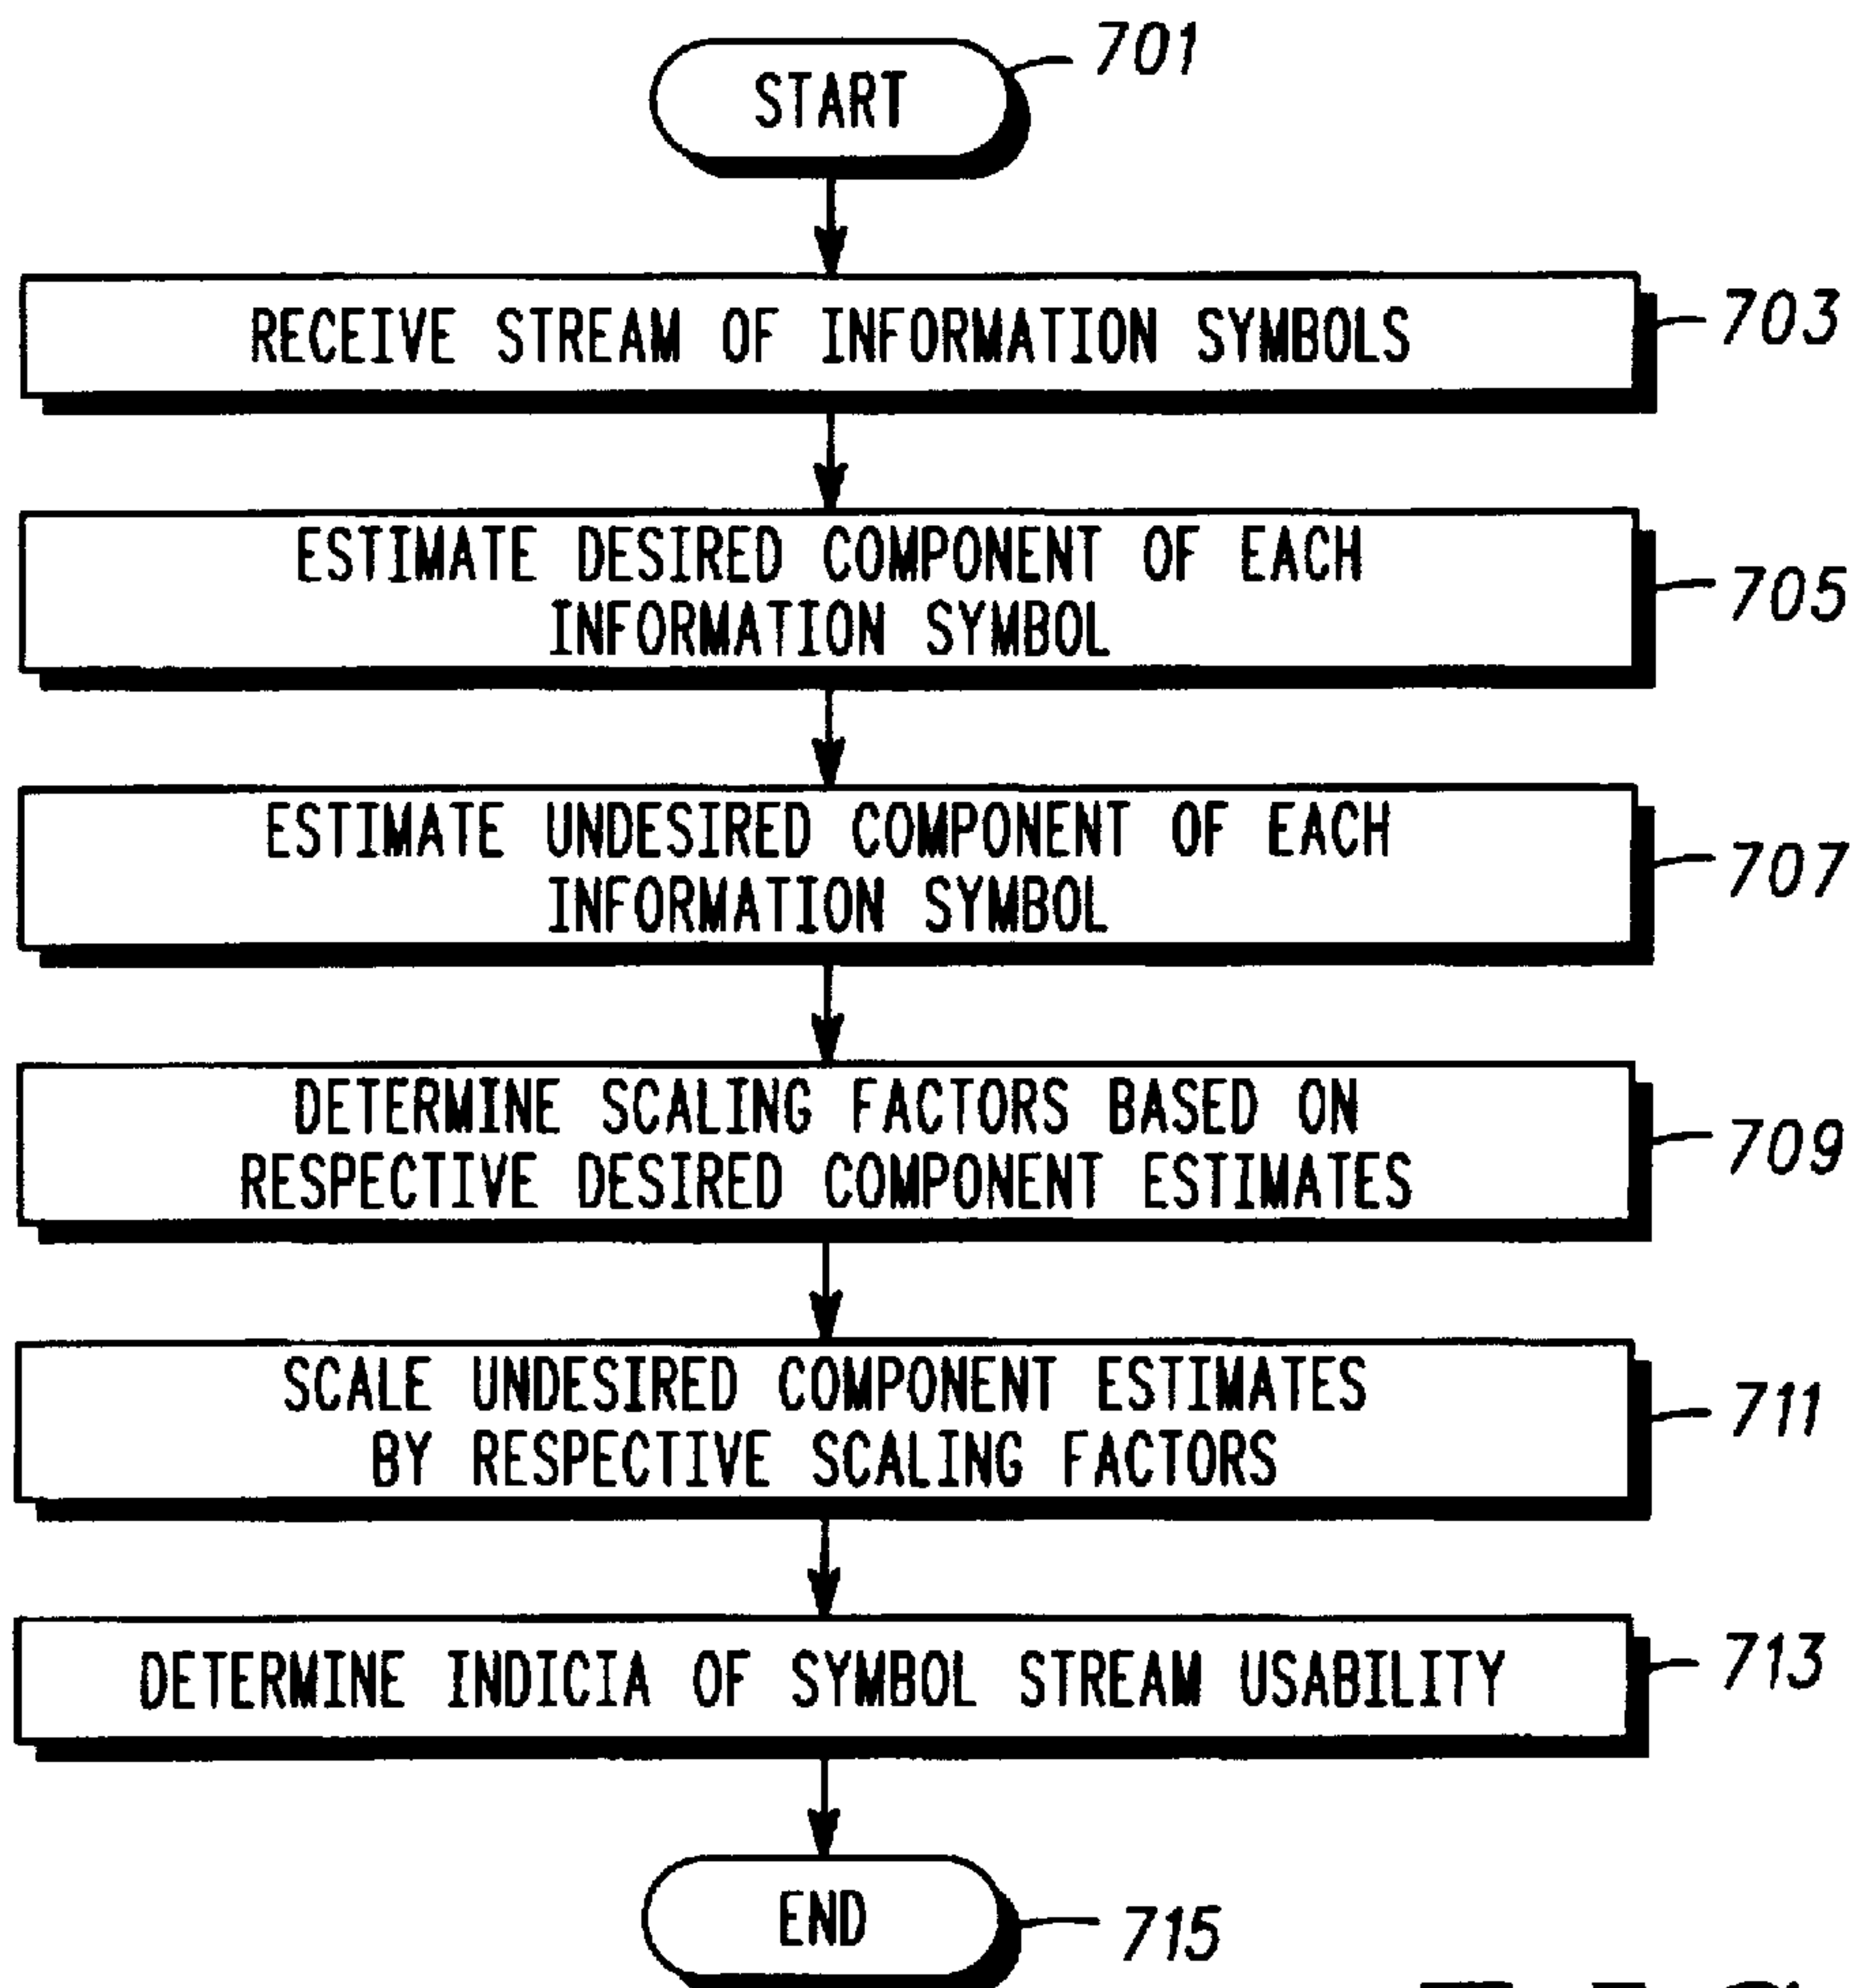 START
701
RECEIVE STREAM OF INFORMATION SYMBOLS
703
ESTIMATE DESIRED COMPONENT OF EACH
INFORMATION SYMBOL
705
ESTIMATE UNDESIRED COMPONENT OF EACH
INFORMATION SYMBOL
707
DETERMINE SCALING FACTORS BASED ON
RESPECTIVE DESIRED COMPONENT ESTIMATES
709
SCALE UNDESIRED COMPONENT ESTIMATES
BY RESPECTIVE SCALING FACTORS
711
DETERMINE INDICIA OF SYMBOL STREAM USABILITY
713
END
715